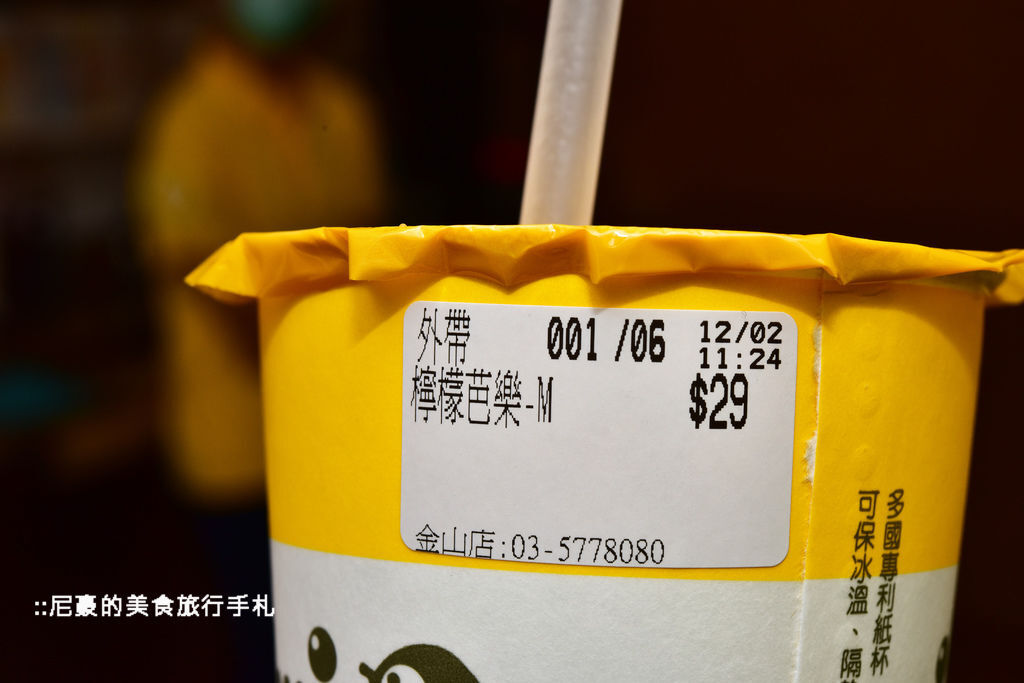 外帶 001 /06 12/02
11:24
檸檬芭樂-M $29
金山店:03-5778080
多國專利紙杯
可保冰溫、隔
::尼豪的美食旅行手札